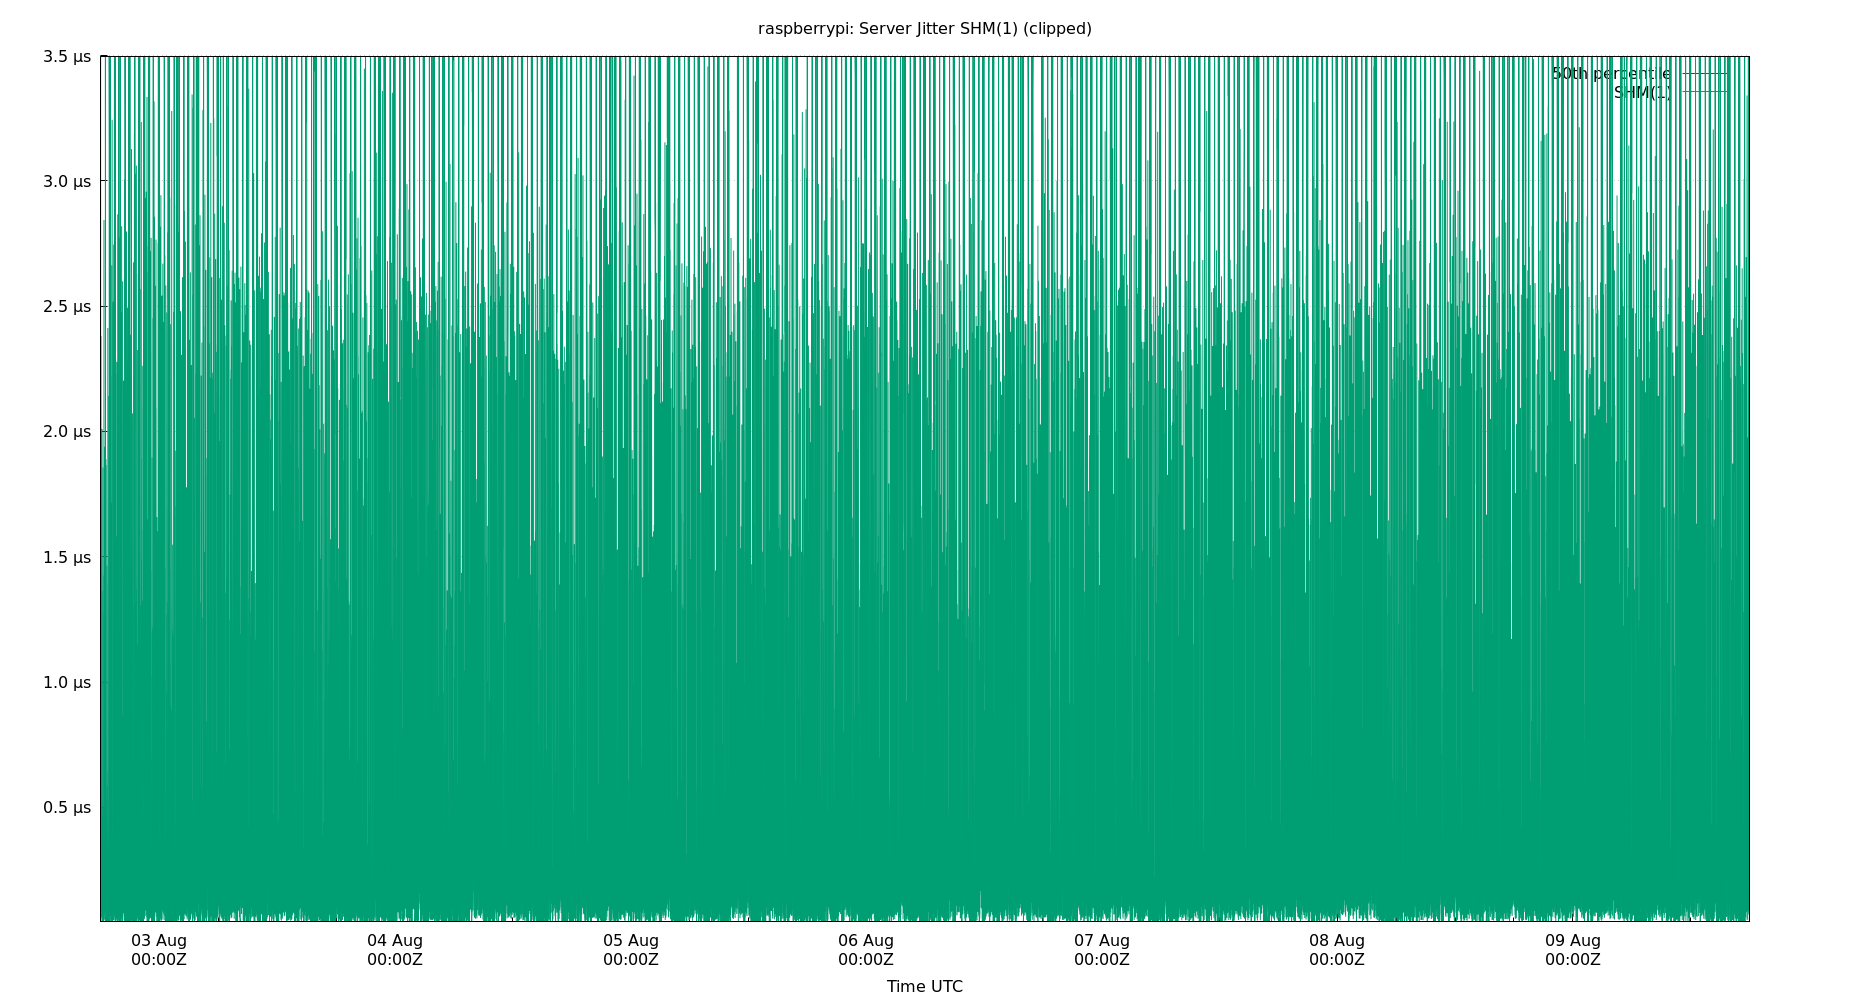 raspberrypi: Server Jitter SHM(1) (clipped)
3.5 µs
50th percentile
SHM(1)
3.0 µs
2.5 µs
2.0 µs
1.5 µs
1.0 µs
0.5 µs
03 Aug 04 Aug 05 Aug 06 Aug 07 Aug 08 Aug 09 Aug
00:00Z 00:00Z 00:00Z 00:00Z 00:00Z 00:00Z 00:00Z
Time UTC